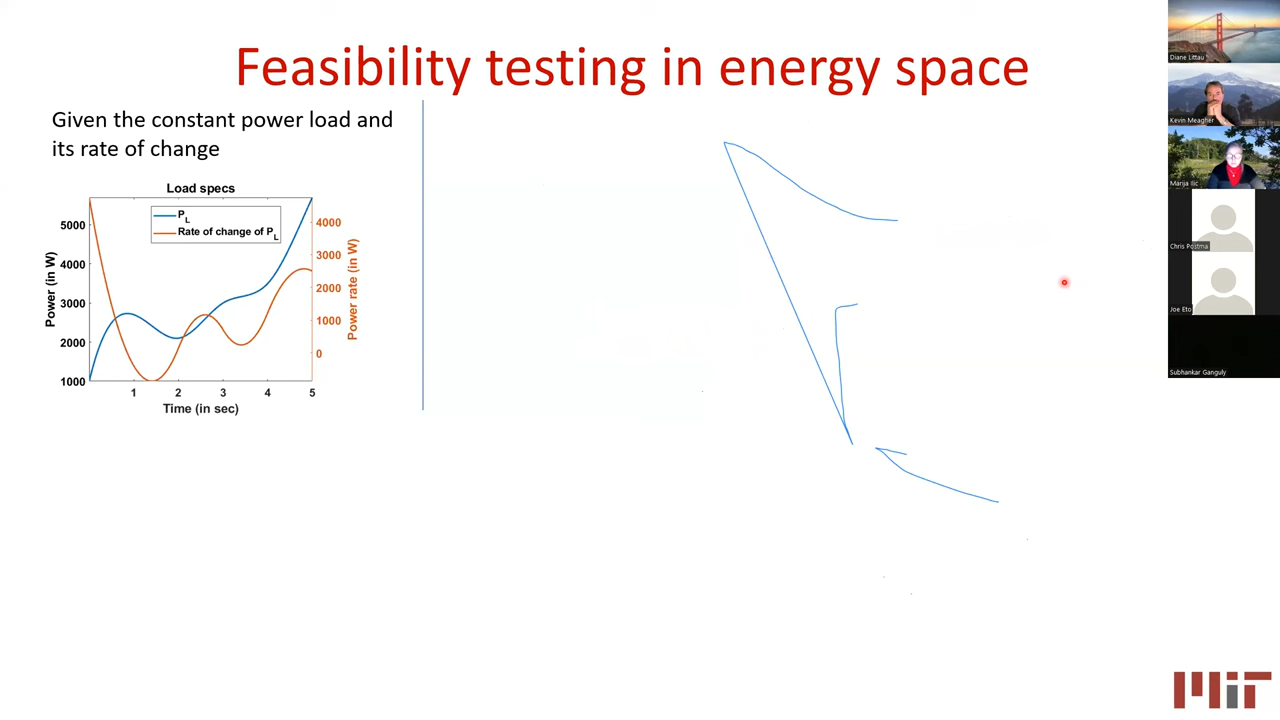 Feasibility testing in energy space
Given the constant power load and
its rate of change
Load specs
P_L
Rate of change of P_L
Power (in W)
5000
4000
3000
2000
1000
4000
3000
2000
1000
0
Power rate (in W)
1 2 3 4 5
Time (in sec)
Diane Littau
Kevin Meagher
Marija Ilic
Chris Postma
Joe Eto
Subhankar Ganguly
MIT